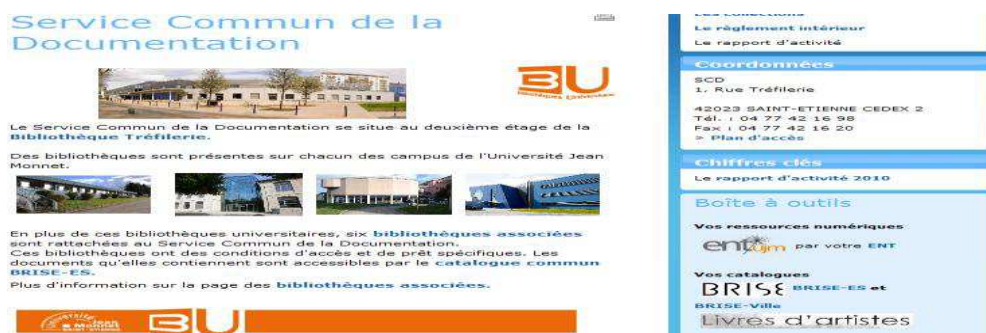 Service Commun de la
Documentation
BU
Le Service Commun de la Documentation se situe au deuxième étage de la
Bibliothèque Tréfilerie.
Des bibliothèques sont présentes sur chacun des campus de l'Université Jean
Monnet.
En plus de ces bibliothèques universitaires, six bibliothèques associées
sont rattachées au Service Commun de la Documentation.
Ces bibliothèques ont des conditions d'accès et de prêt spécifiques. Les
documents qu'elles contiennent sont accessibles par le catalogue commun
BRISE-ES.
Plus d'information sur la page des bibliothèques associées.
BU
Les collections
Le règlement intérieur
Le rapport d'activité
Coordonnées
SCD
1, Rue Tréfilerie
42023 SAINT-ETIENNE CEDEX 2
Tél. : 04 77 42 16 98
Fax : 04 77 42 16 20
> Plan d'accès
Chiffres clés
Le rapport d'activité 2010
Boîte à outils
Vos ressources numériques
entujm par votre ENT
Vos catalogues
BRISE BRISE-ES et
BRISE-Ville
Livres d'artistes